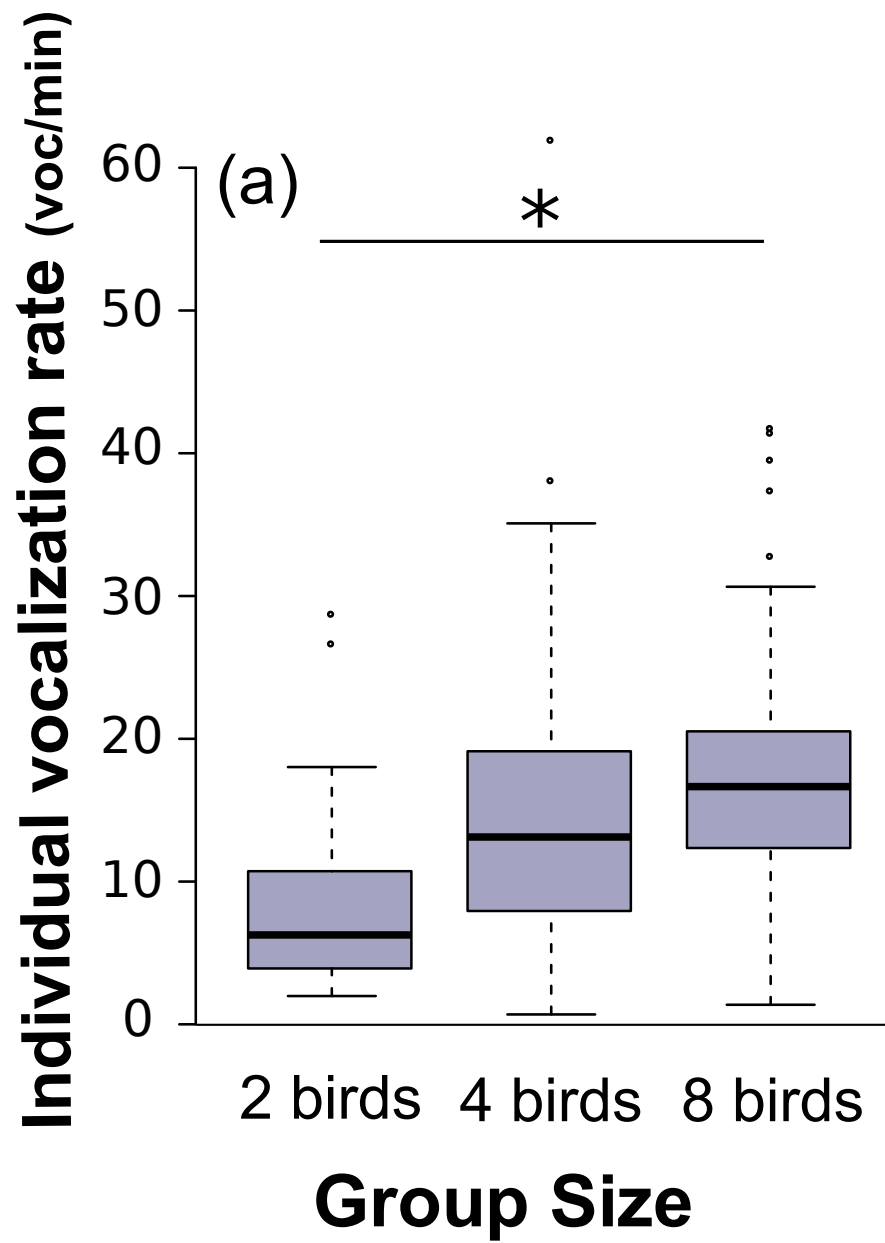 Individual vocalization rate (voc/min)
(a)
*
60
50
40
30
20
10
0
2 birds 4 birds 8 birds
Group Size